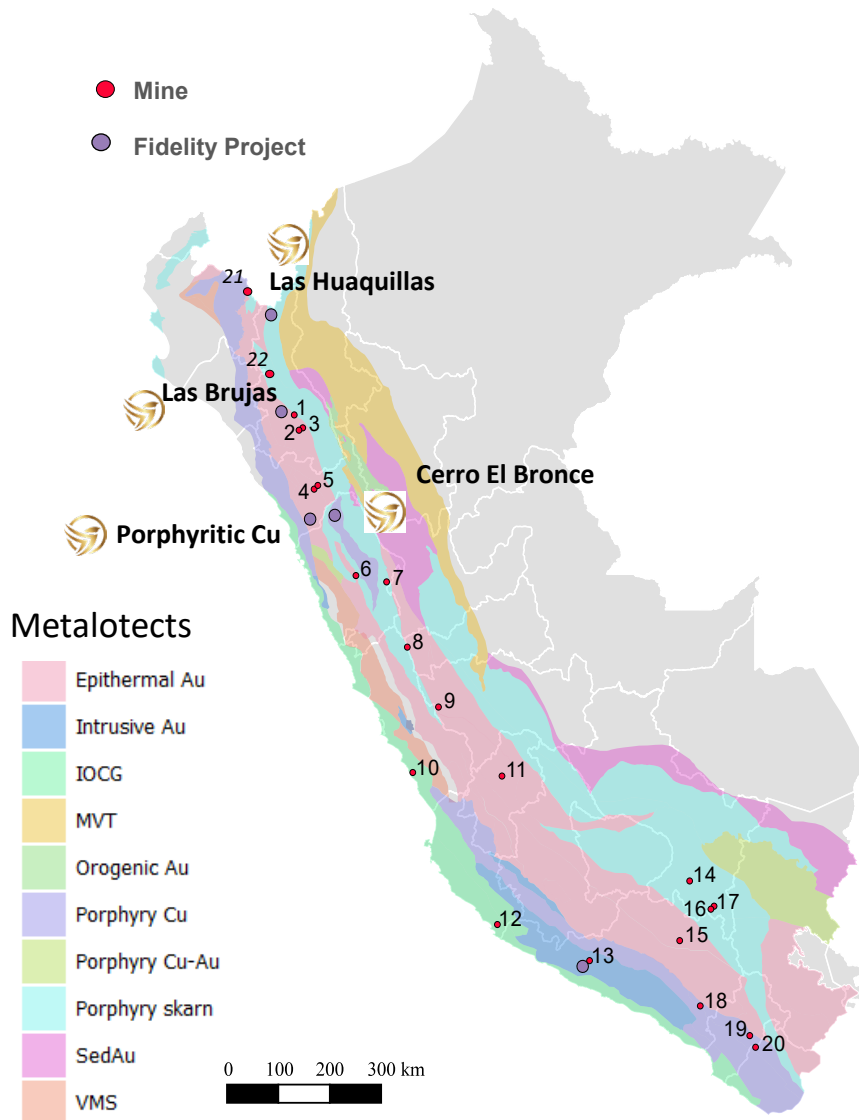 Mine
Fidelity Project
21
Las Huaquillas
22
Las Brujas
1
2
3
4
5
Cerro El Bronce
Porphyritic Cu
6
7
8
9
10
11
12
13
14
15
16
17
18
19
20
Metalotects
Epithermal Au
Intrusive Au
IOCG
MVT
Orogenic Au
Porphyry Cu
Porphyry Cu-Au
Porphyry skarn
SedAu
VMS
0 100 200 300 km